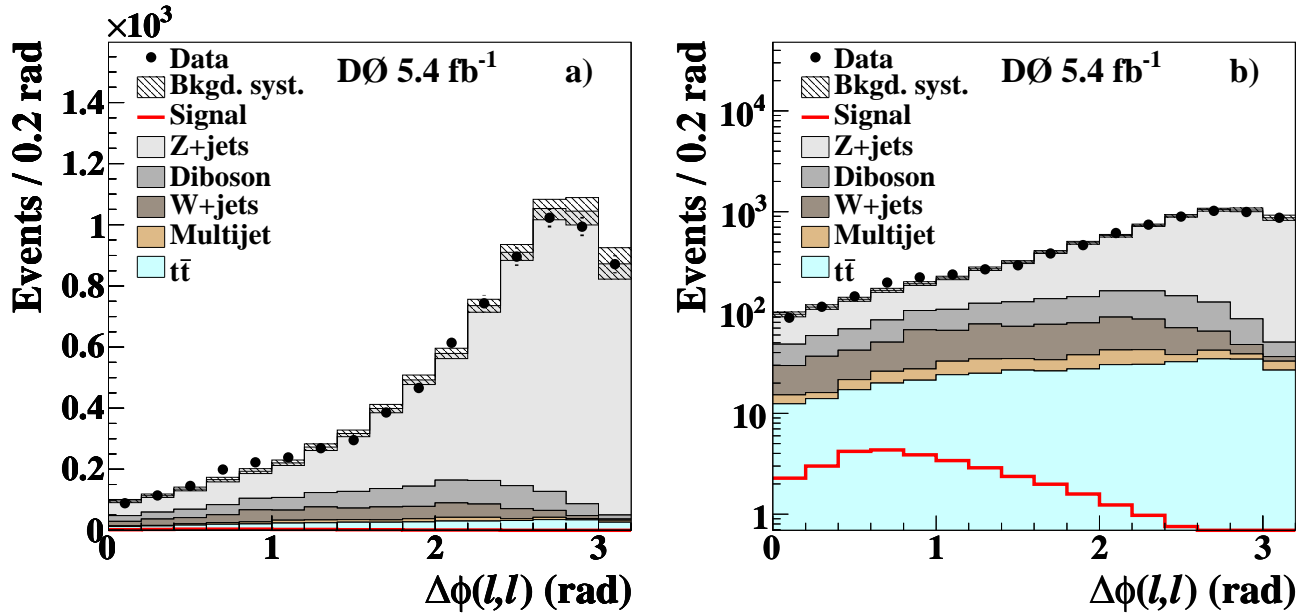 ×10³
Events / 0.2 rad
1.4
1.2
1
0.8
0.6
0.4
0.2
0
0 1 2 3
Δϕ(l,l) (rad)
Data
Bkgd. syst.
Signal
Z+jets
Diboson
W+jets
Multijet
tt̄
DØ 5.4 fb⁻¹ a)
Events / 0.2 rad
10⁴
10³
10²
10
1
0 1 2 3
Δϕ(l,l) (rad)
Data
Bkgd. syst.
Signal
Z+jets
Diboson
W+jets
Multijet
tt̄
DØ 5.4 fb⁻¹ b)